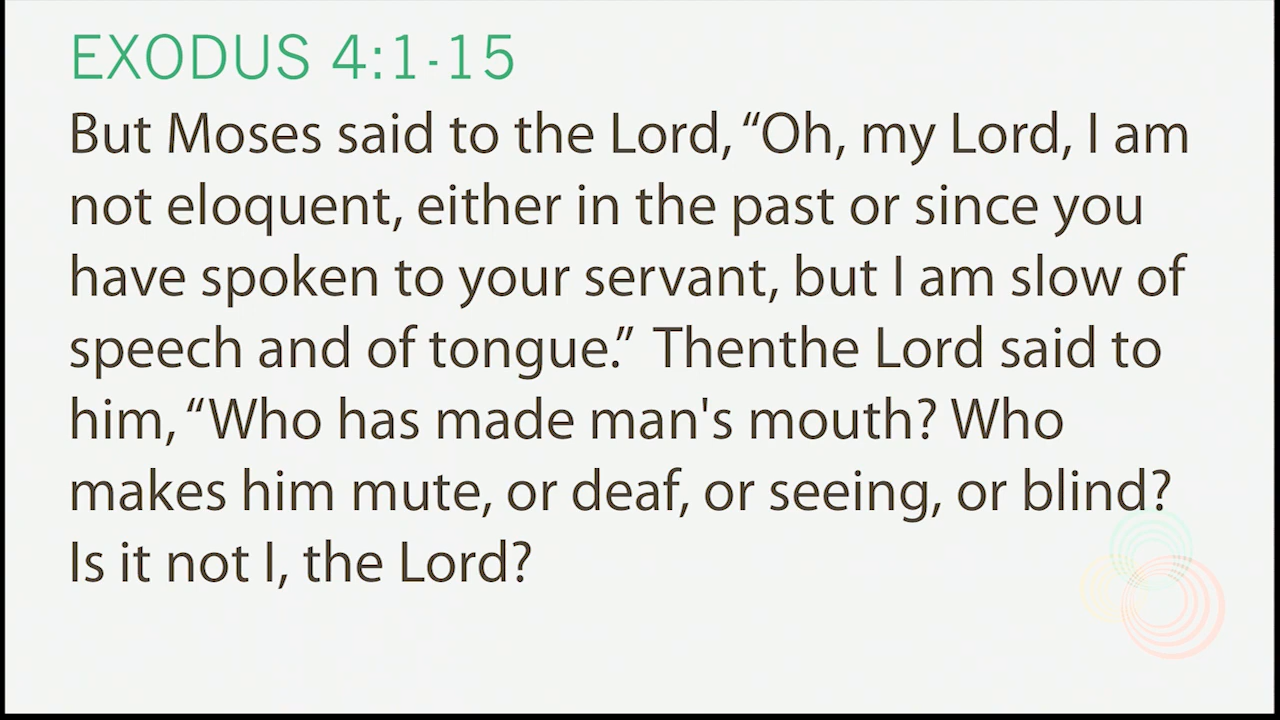 EXODUS 4:1-15
But Moses said to the Lord, “Oh, my Lord, I am
not eloquent, either in the past or since you
have spoken to your servant, but I am slow of
speech and of tongue.” Thenthe Lord said to
him, “Who has made man's mouth? Who
makes him mute, or deaf, or seeing, or blind?
Is it not I, the Lord?